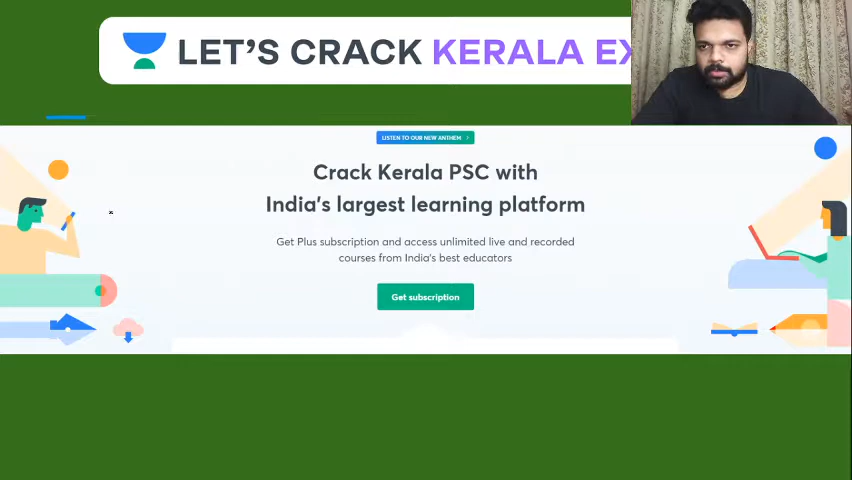 LET'S CRACK KERALA EX
LISTEN TO OUR NEW ANTHEM >
Crack Kerala PSC with
India's largest learning platform
Get Plus subscription and access unlimited live and recorded
courses from India's best educators
Get subscription